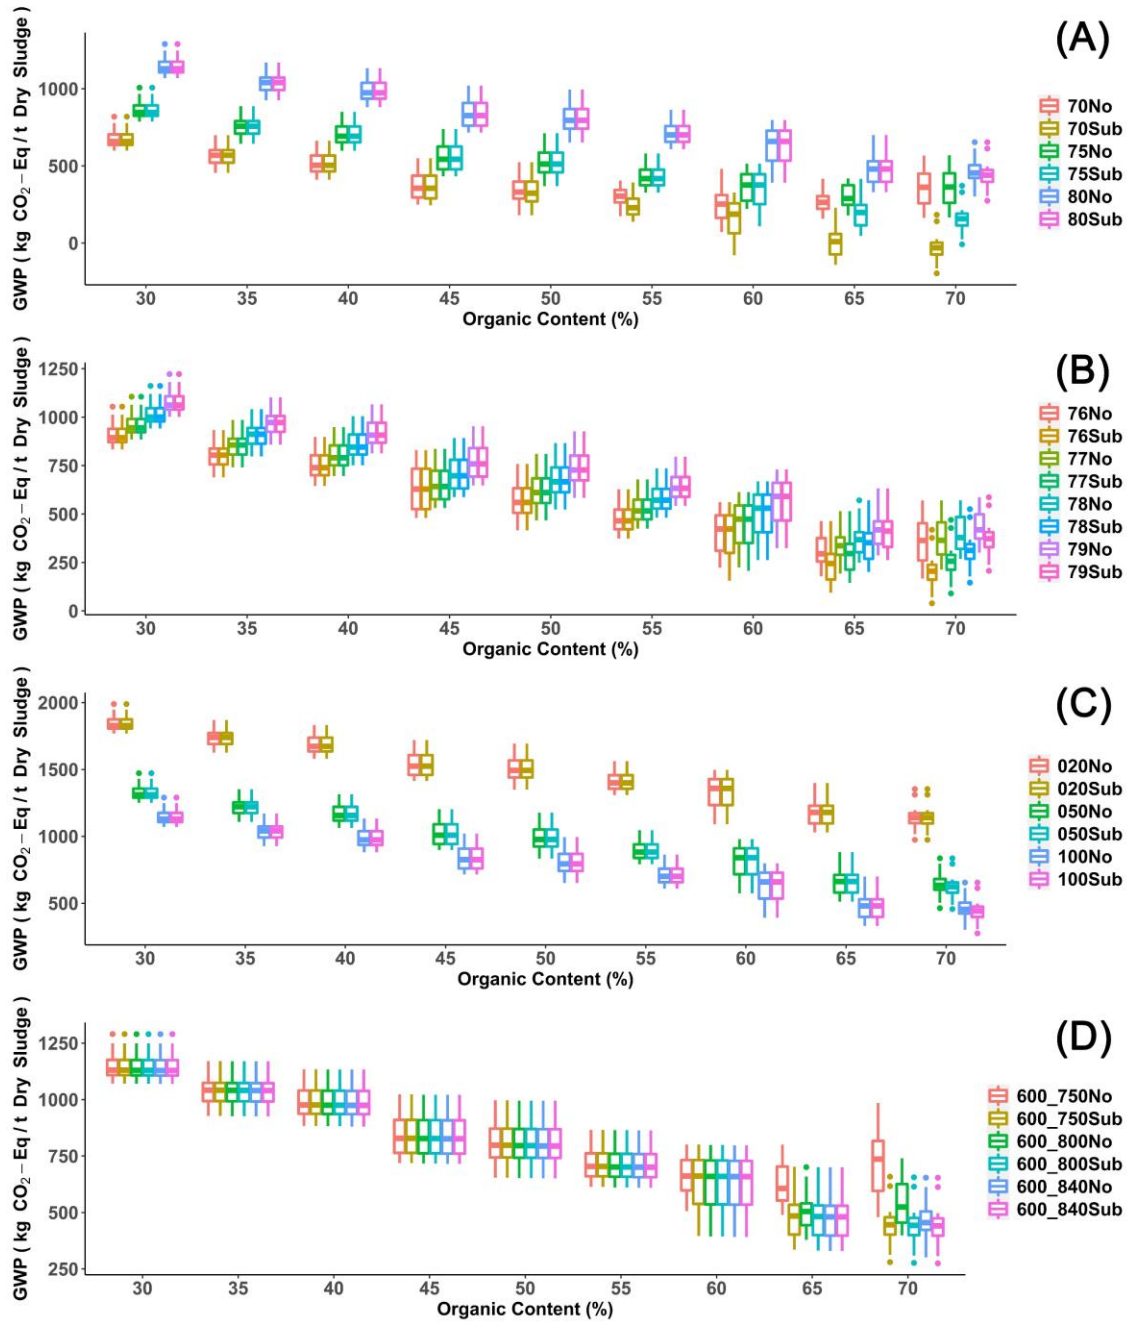 (A)
GWP ( kg CO₂−Eq / t Dry Sludge )
1000
500
0
30 35 40 45 50 55 60 65 70
Organic Content (%)
70No
70Sub
75No
75Sub
80No
80Sub
(B)
GWP ( kg CO₂−Eq / t Dry Sludge )
1250
1000
750
500
250
0
30 35 40 45 50 55 60 65 70
Organic Content (%)
76No
76Sub
77No
77Sub
78No
78Sub
79No
79Sub
(C)
GWP ( kg CO₂−Eq / t Dry Sludge )
2000
1500
1000
500
30 35 40 45 50 55 60 65 70
Organic Content (%)
020No
020Sub
050No
050Sub
100No
100Sub
(D)
GWP ( kg CO₂−Eq / t Dry Sludge )
1250
1000
750
500
250
30 35 40 45 50 55 60 65 70
Organic Content (%)
600_750No
600_750Sub
600_800No
600_800Sub
600_840No
600_840Sub